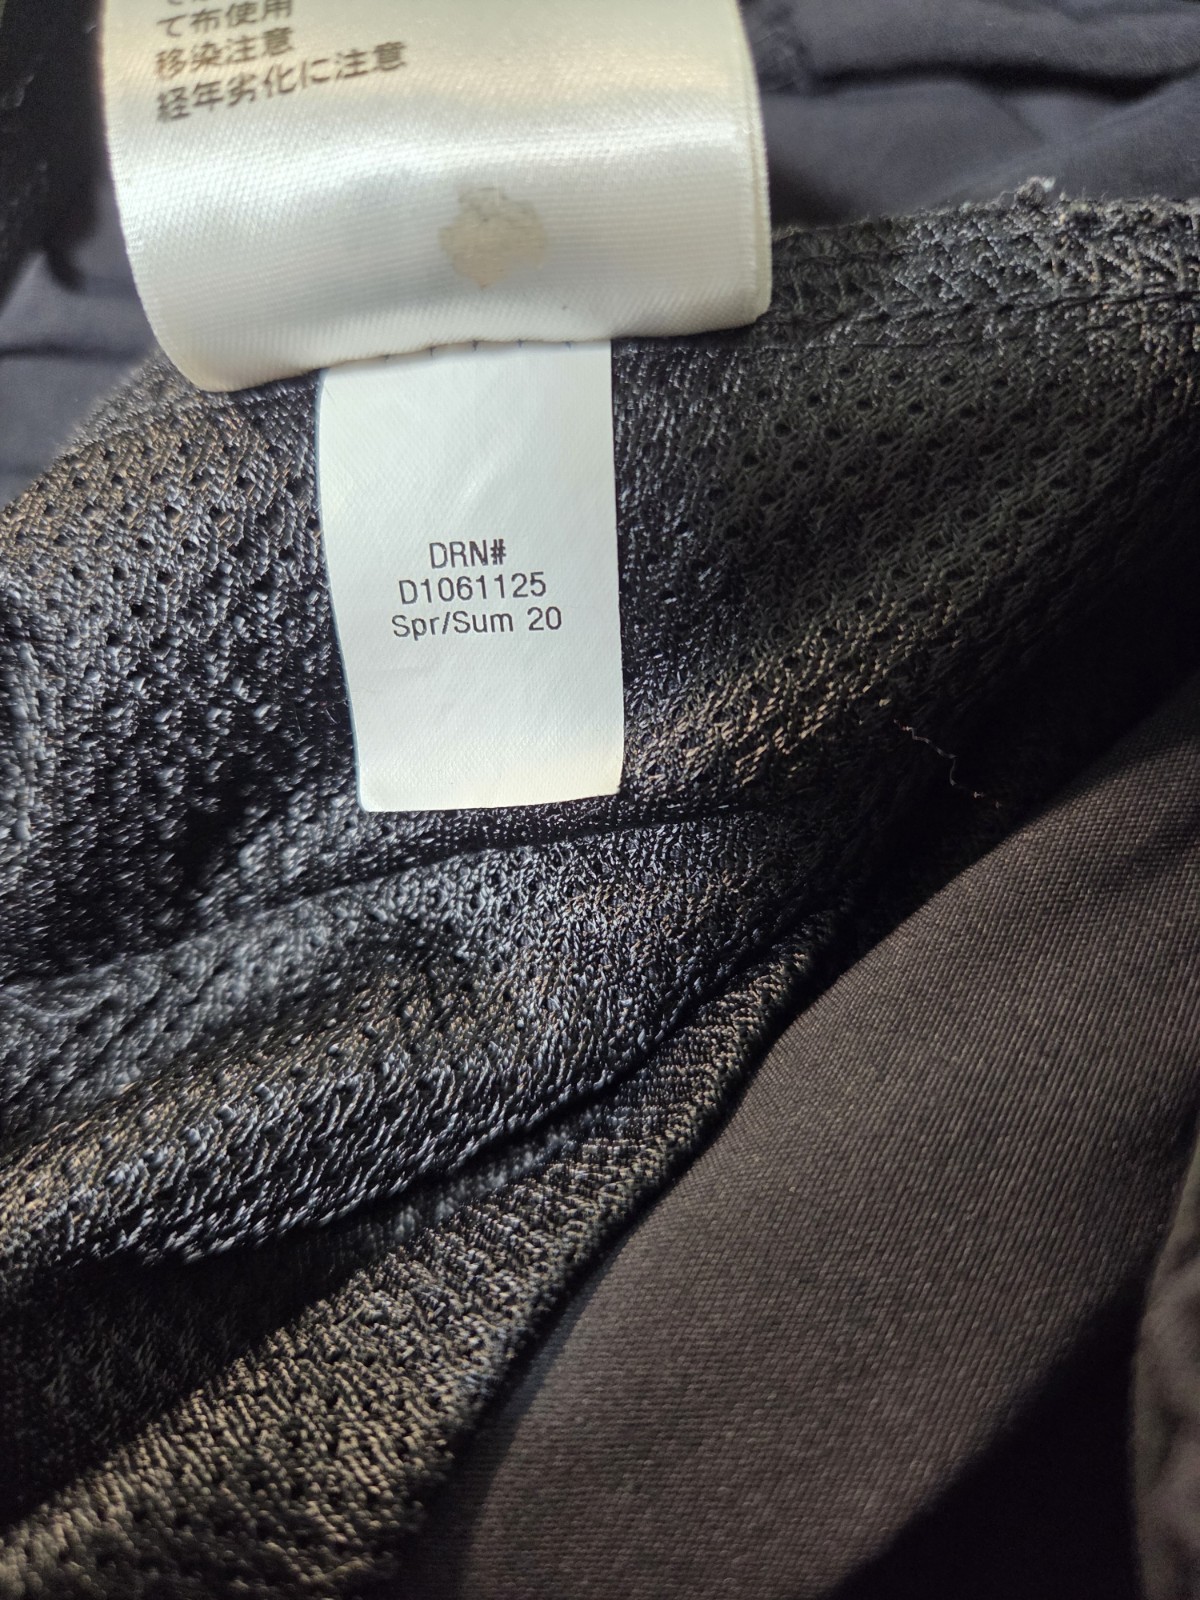 て布使用
移染注意
経年劣化に注意
DRN#
D1061125
Spr/Sum 20